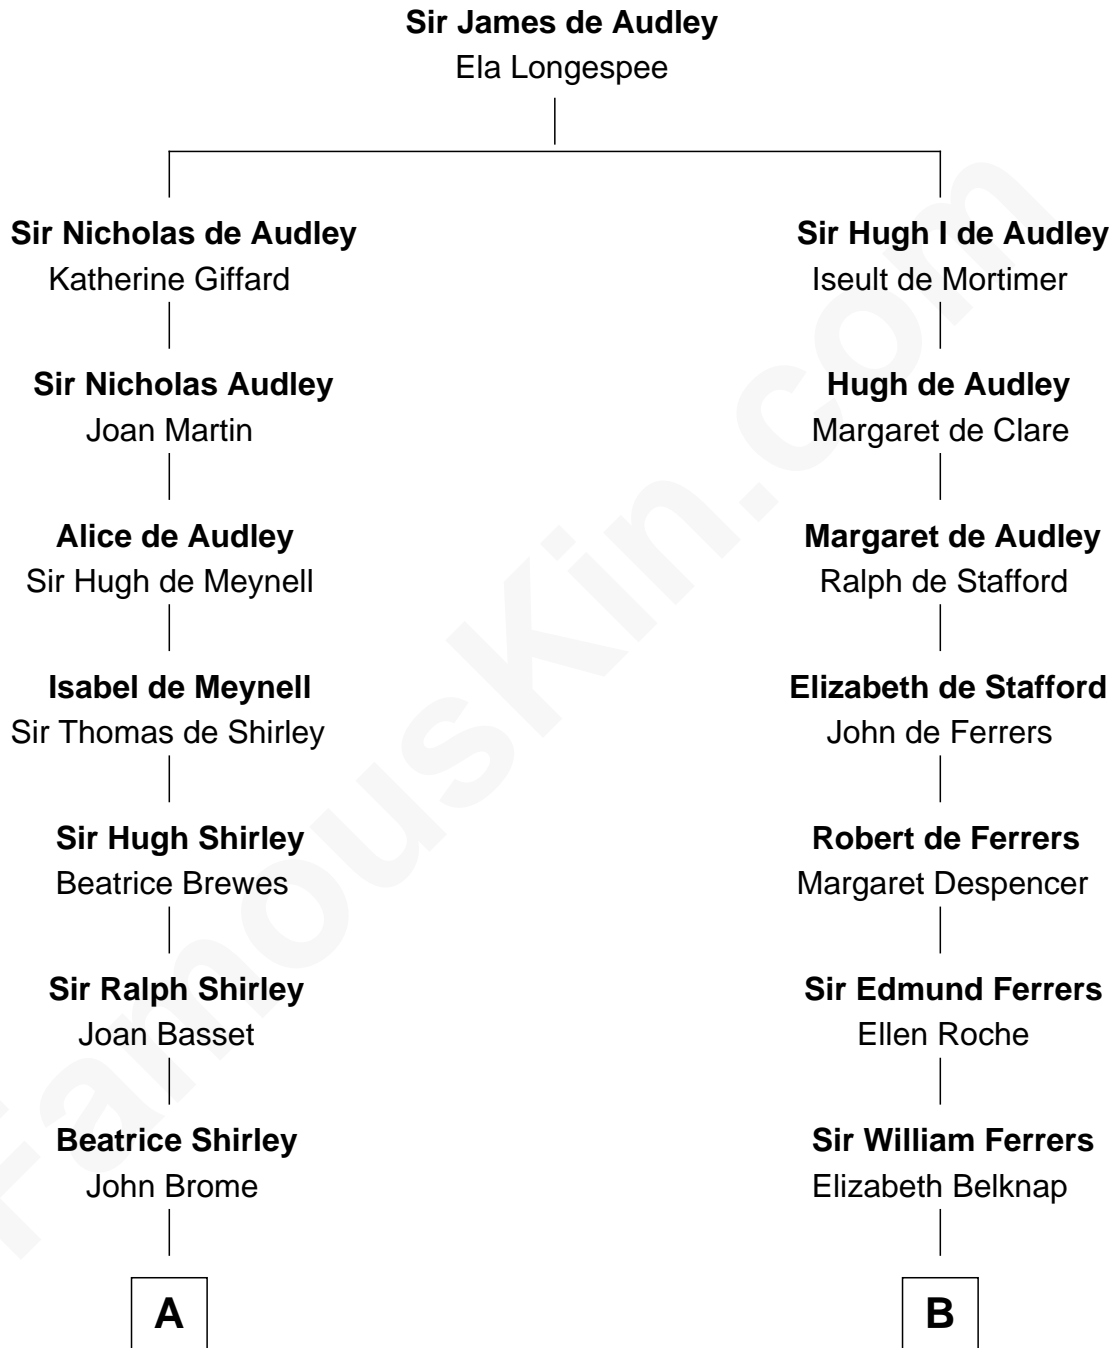 Sir James de Audley
Ela Longespee
Sir Nicholas de Audley
Katherine Giffard
Sir Hugh I de Audley
Iseult de Mortimer
Sir Nicholas Audley
Joan Martin
Hugh de Audley
Margaret de Clare
Alice de Audley
Sir Hugh de Meynell
Margaret de Audley
Ralph de Stafford
Isabel de Meynell
Sir Thomas de Shirley
Elizabeth de Stafford
John de Ferrers
Sir Hugh Shirley
Beatrice Brewes
Robert de Ferrers
Margaret Despencer
Sir Ralph Shirley
Joan Basset
Sir Edmund Ferrers
Ellen Roche
Beatrice Shirley
John Brome
Sir William Ferrers
Elizabeth Belknap
A
B
FamousKin.com